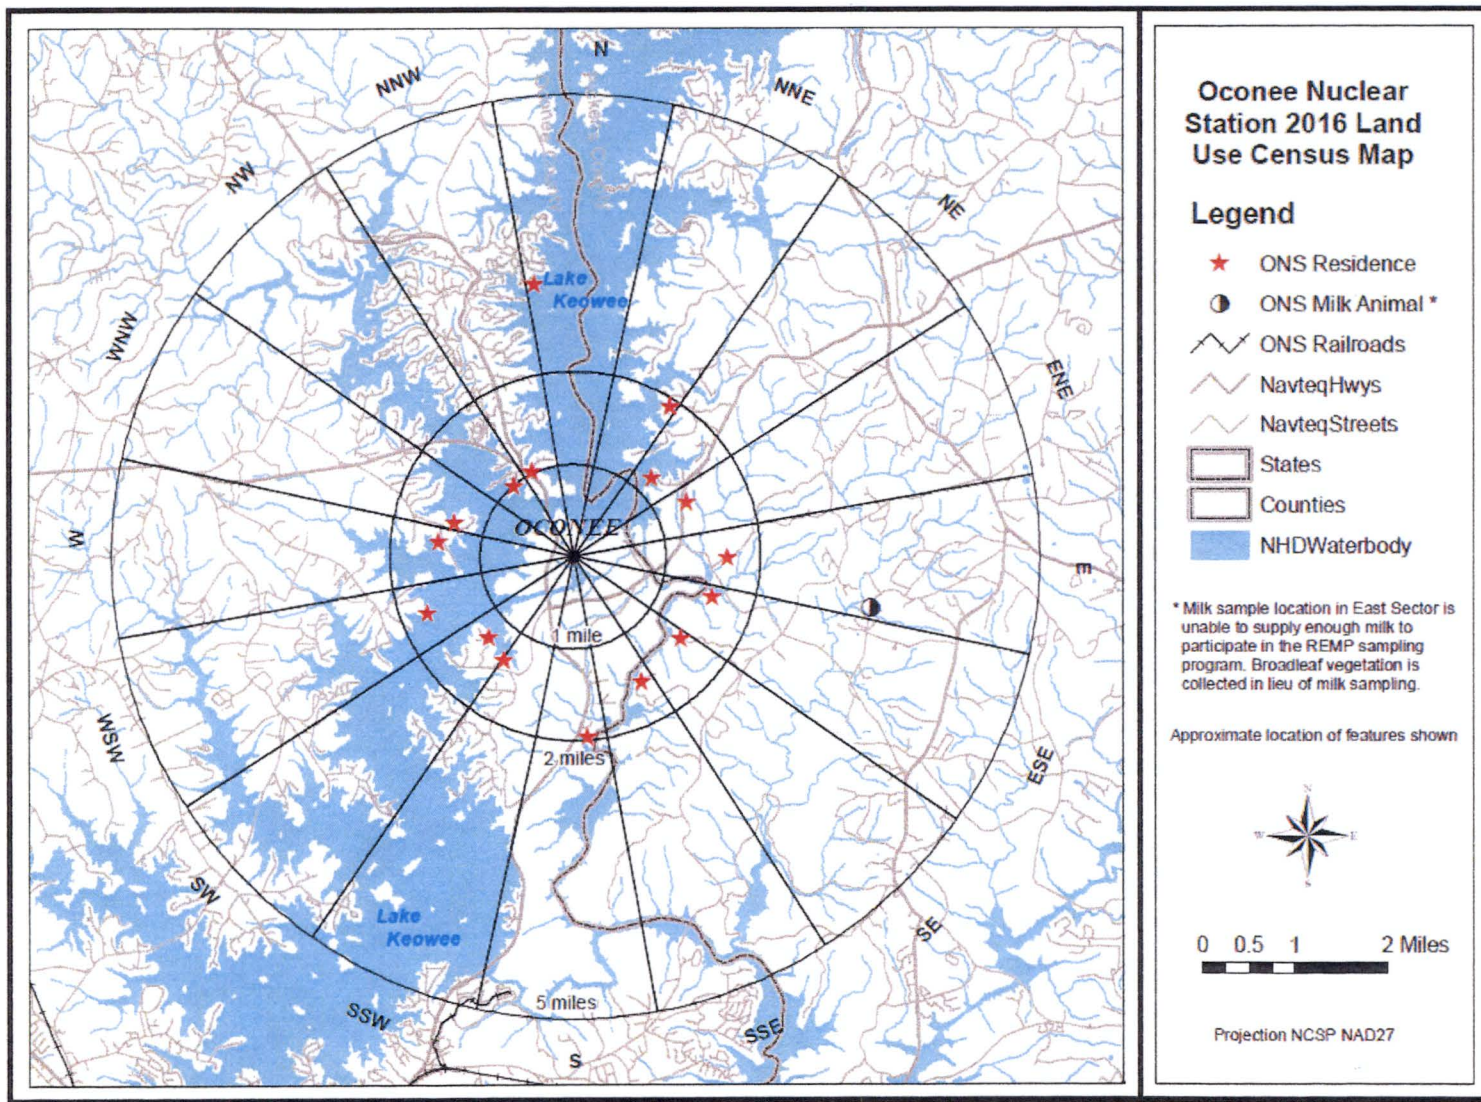 N
NNW
NNE
NW
NE
WNW
ENE
W
E
WSW
ESE
SW
SE
SSW
SSE
S
Lake
Keowee
OCONEE
1 mile
2 miles
Lake
Keowee
5 miles
Oconee Nuclear
Station 2016 Land
Use Census Map
Legend
ONS Residence
ONS Milk Animal *
ONS Railroads
NavteqHwys
NavteqStreets
States
Counties
NHDWaterbody
* Milk sample location in East Sector is
unable to supply enough milk to
participate in the REMP sampling
program. Broadleaf vegetation is
collected in lieu of milk sampling.
Approximate location of features shown
N
W E
S
0 0.5 1 2 Miles
Projection NCSP NAD27